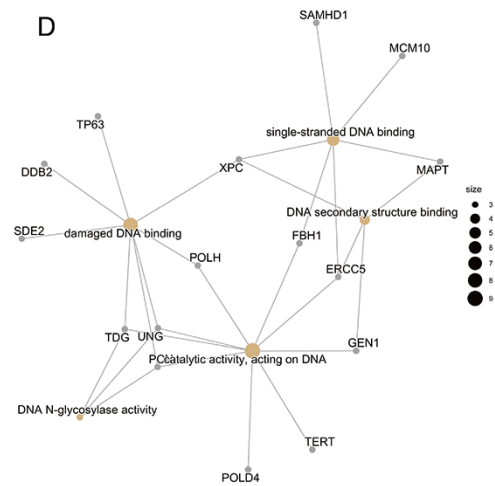 D
SAMHD1
MCM10
TP63
single-stranded DNA binding
XPC
MAPT
DDB2
size
3
4
5
6
7
8
9
DNA secondary structure binding
SDE2
damaged DNA binding
FBH1
POLH
ERCC5
TDG
UNG
GEN1
catalytic activity, acting on DNA
DNA N-glycosylase activity
TERT
POLD4